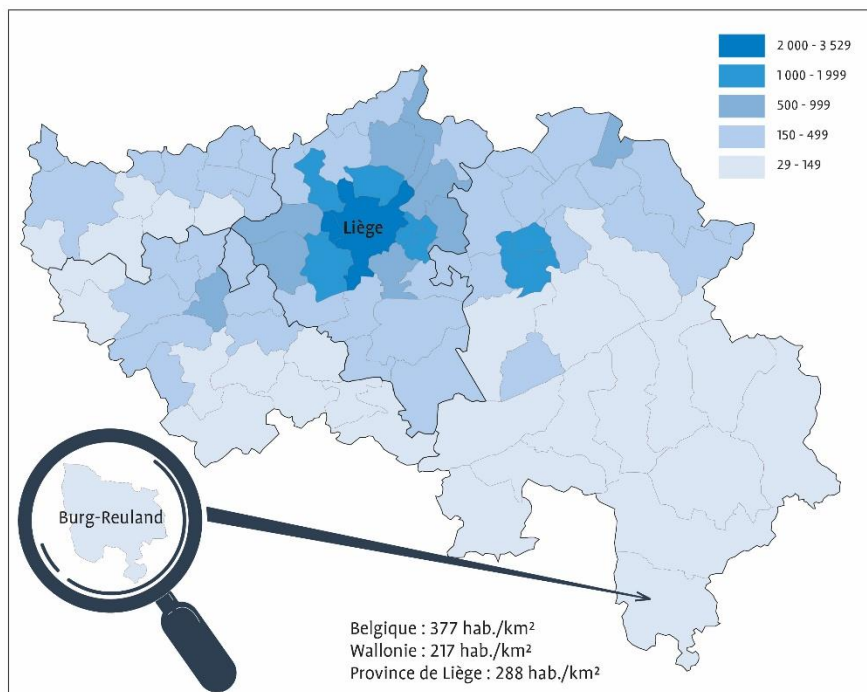 2 000 - 3 529
1 000 - 1 999
500 - 999
150 - 499
29 - 149
Liège
Burg-Reuland
Belgique : 377 hab./km²
Wallonie : 217 hab./km²
Province de Liège : 288 hab./km²